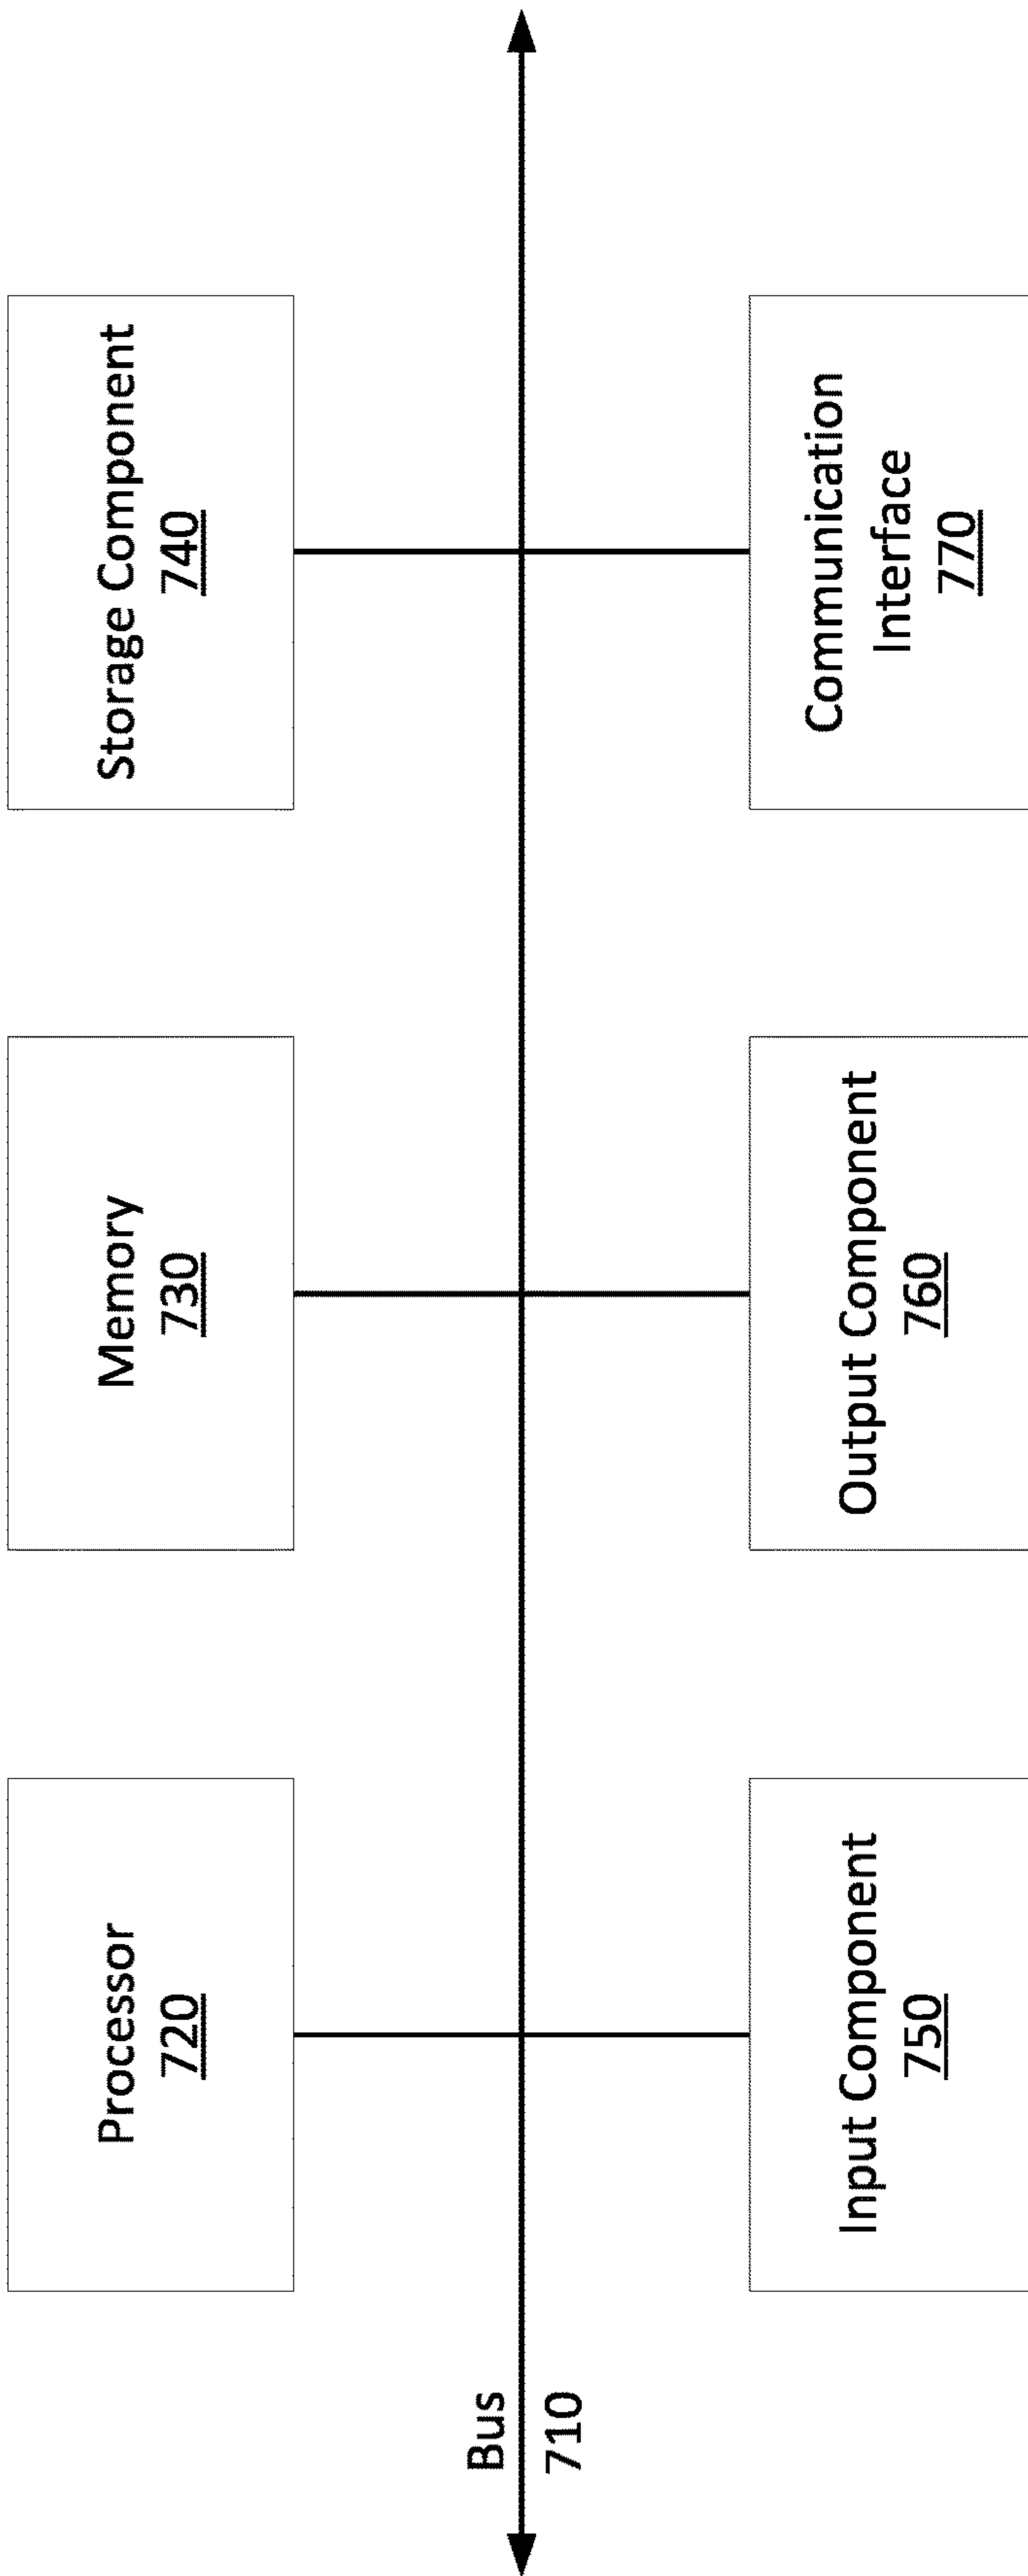 Processor
720
Memory
730
Storage Component
740
Bus
710
Input Component
750
Output Component
760
Communication
Interface
770